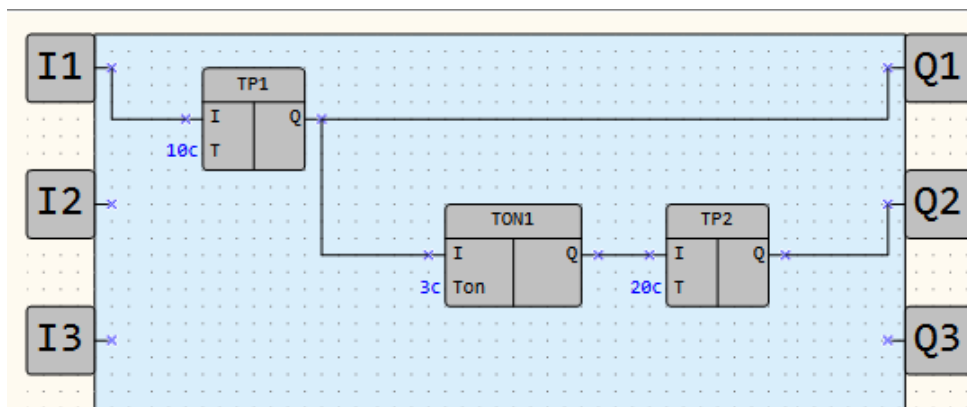 I1
Q1
TP1
I Q
10c T
I2
Q2
TON1
TP2
I Q
I Q
3c Ton
20c T
I3
Q3